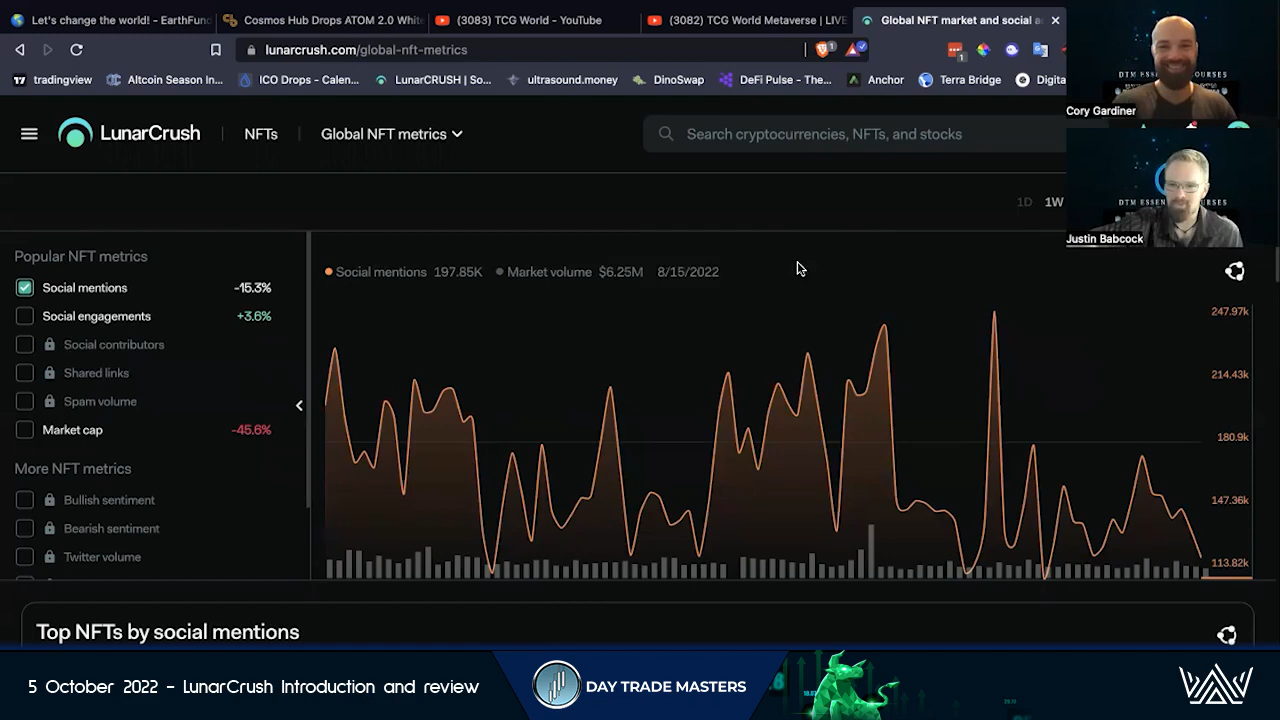 Let's change the world! - EarthFun
Cosmos Hub Drops ATOM 2.0 White
(3083) TCG World - YouTube
(3082) TCG World Metaverse | LIVE
Global NFT market and social a
lunarcrush.com/global-nft-metrics
1
1
tradingview
Altcoin Season In...
ICO Drops - Calen...
LunarCRUSH | So...
ultrasound.money
DinoSwap
DeFi Pulse - The...
Anchor
Terra Bridge
Digita
Cory Gardiner
LunarCrush
NFTs
Global NFT metrics
Search cryptocurrencies, NFTs, and stocks
DTM ESSEN
URSES
1D 1W
Justin Babcock
Popular NFT metrics
Social mentions -15.3%
Social engagements +3.6%
Social contributors
Shared links
Spam volume
Market cap -45.6%
More NFT metrics
Bullish sentiment
Bearish sentiment
Twitter volume
Social mentions 197.85K Market volume $6.25M 8/15/2022
247.97k
214.43k
180.9k
147.36k
113.82k
Top NFTs by social mentions
5 October 2022 - LunarCrush Introduction and review
DAY TRADE MASTERS